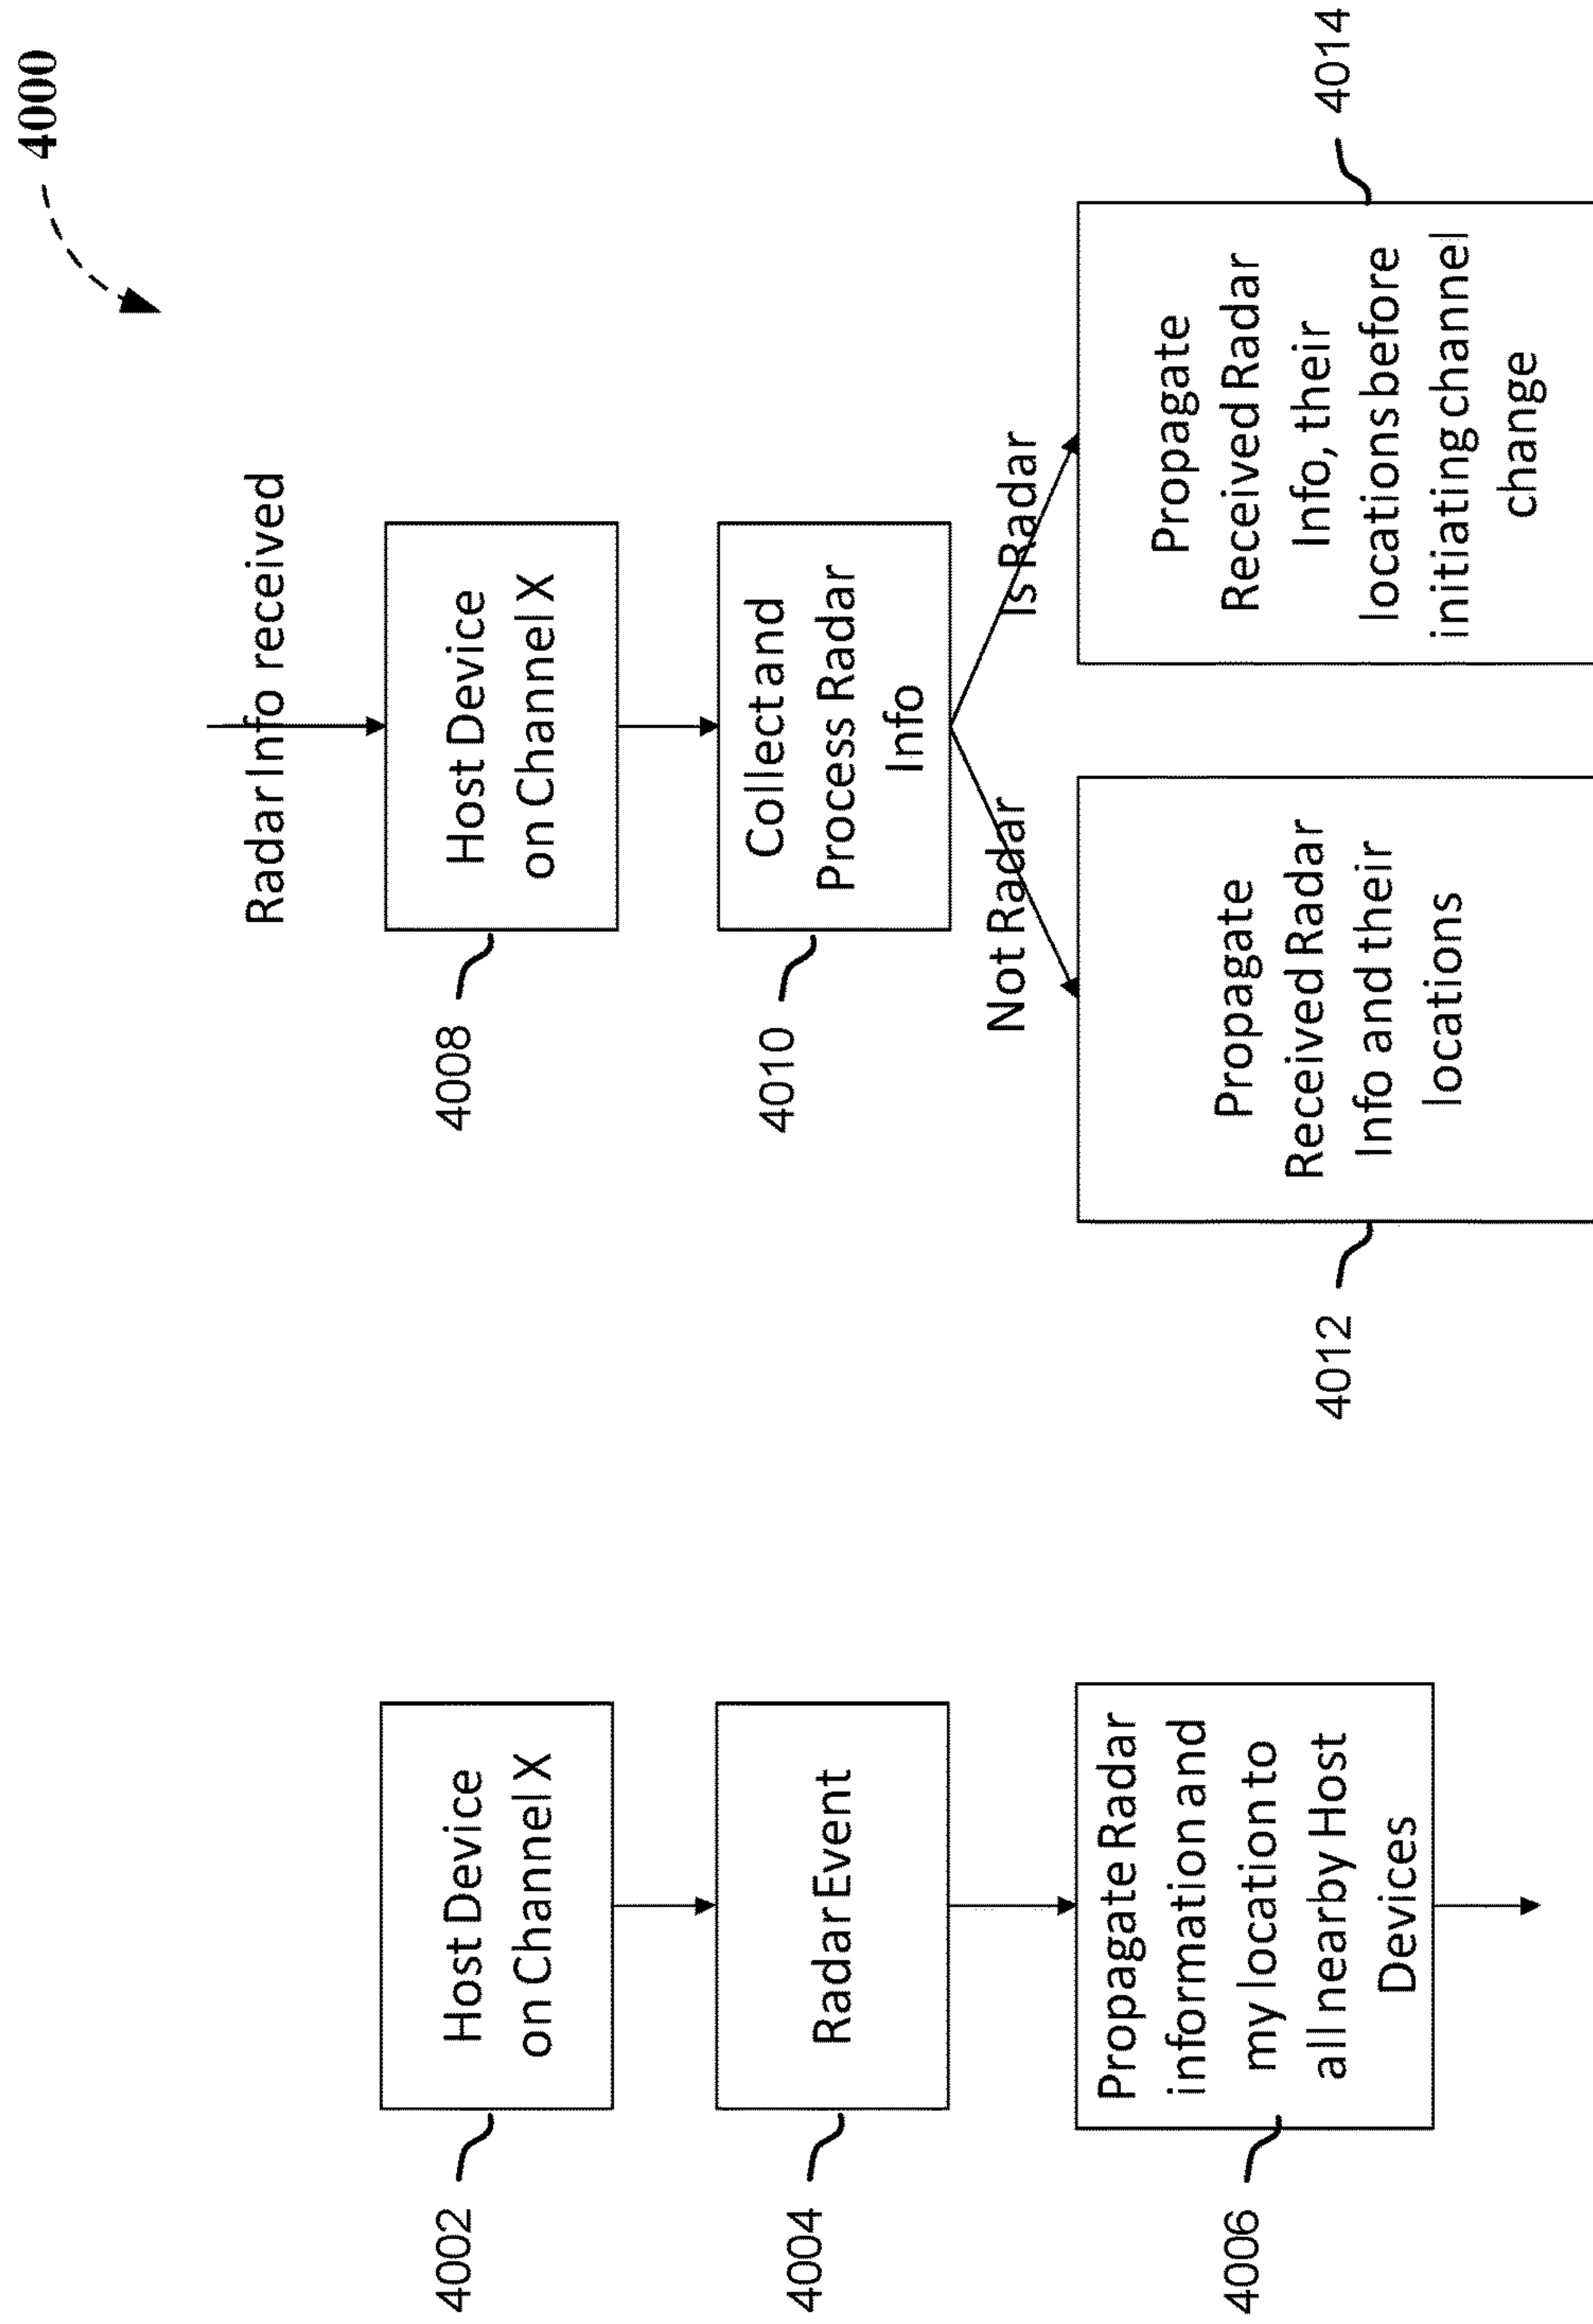 4000
4002
Host Device
on Channel X
4004
Radar Event
4006
Propagate Radar
information and
my location to
all nearby Host
Devices
Radar Info received
4008
Host Device
on Channel X
4010
Collect and
Process Radar
Info
Not Radar
Is Radar
4012
Propagate
Received Radar
Info and their
locations
4014
Propagate
Received Radar
Info, their
locations before
initiating channel
change